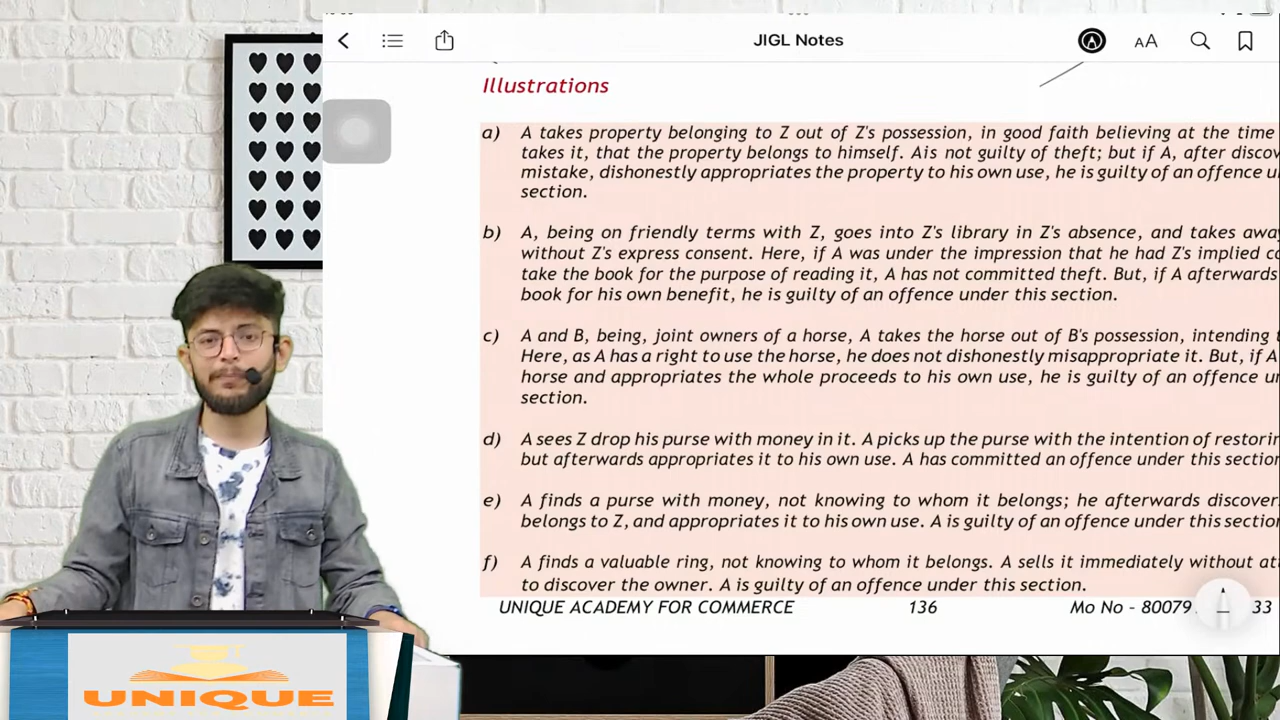 JIGL Notes
AA
Illustrations
a) A takes property belonging to Z out of Z's possession, in good faith believing at the time
takes it, that the property belongs to himself. Ais not guilty of theft; but if A, after
mistake, dishonestly appropriates the property to his own use, he is guilty of an offence
section.
b) A, being on friendly terms with Z, goes into Z's library in Z's absence, and takes
without Z's express consent. Here, if A was under the impression that he had Z's implied
take the book for the purpose of reading it, A has not committed theft. But, if A afterwards
book for his own benefit, he is guilty of an offence under this section.
c) A and B, being, joint owners of a horse, A takes the horse out of B's possession, intending
Here, as A has a right to use the horse, he does not dishonestly misappropriate it. But, if A
horse and appropriates the whole proceeds to his own use, he is guilty of an offence
section.
d) A sees Z drop his purse with money in it. A picks up the purse with the intention of
but afterwards appropriates it to his own use. A has committed an offence under this section
e) A finds a purse with money, not knowing to whom it belongs; he afterwards
belongs to Z, and appropriates it to his own use. A is guilty of an offence under this section
f) A finds a valuable ring, not knowing to whom it belongs. A sells it immediately without
to discover the owner. A is guilty of an offence under this section.
UNIQUE ACADEMY FOR COMMERCE 136 Mo No - 80079 33
UNIQUE